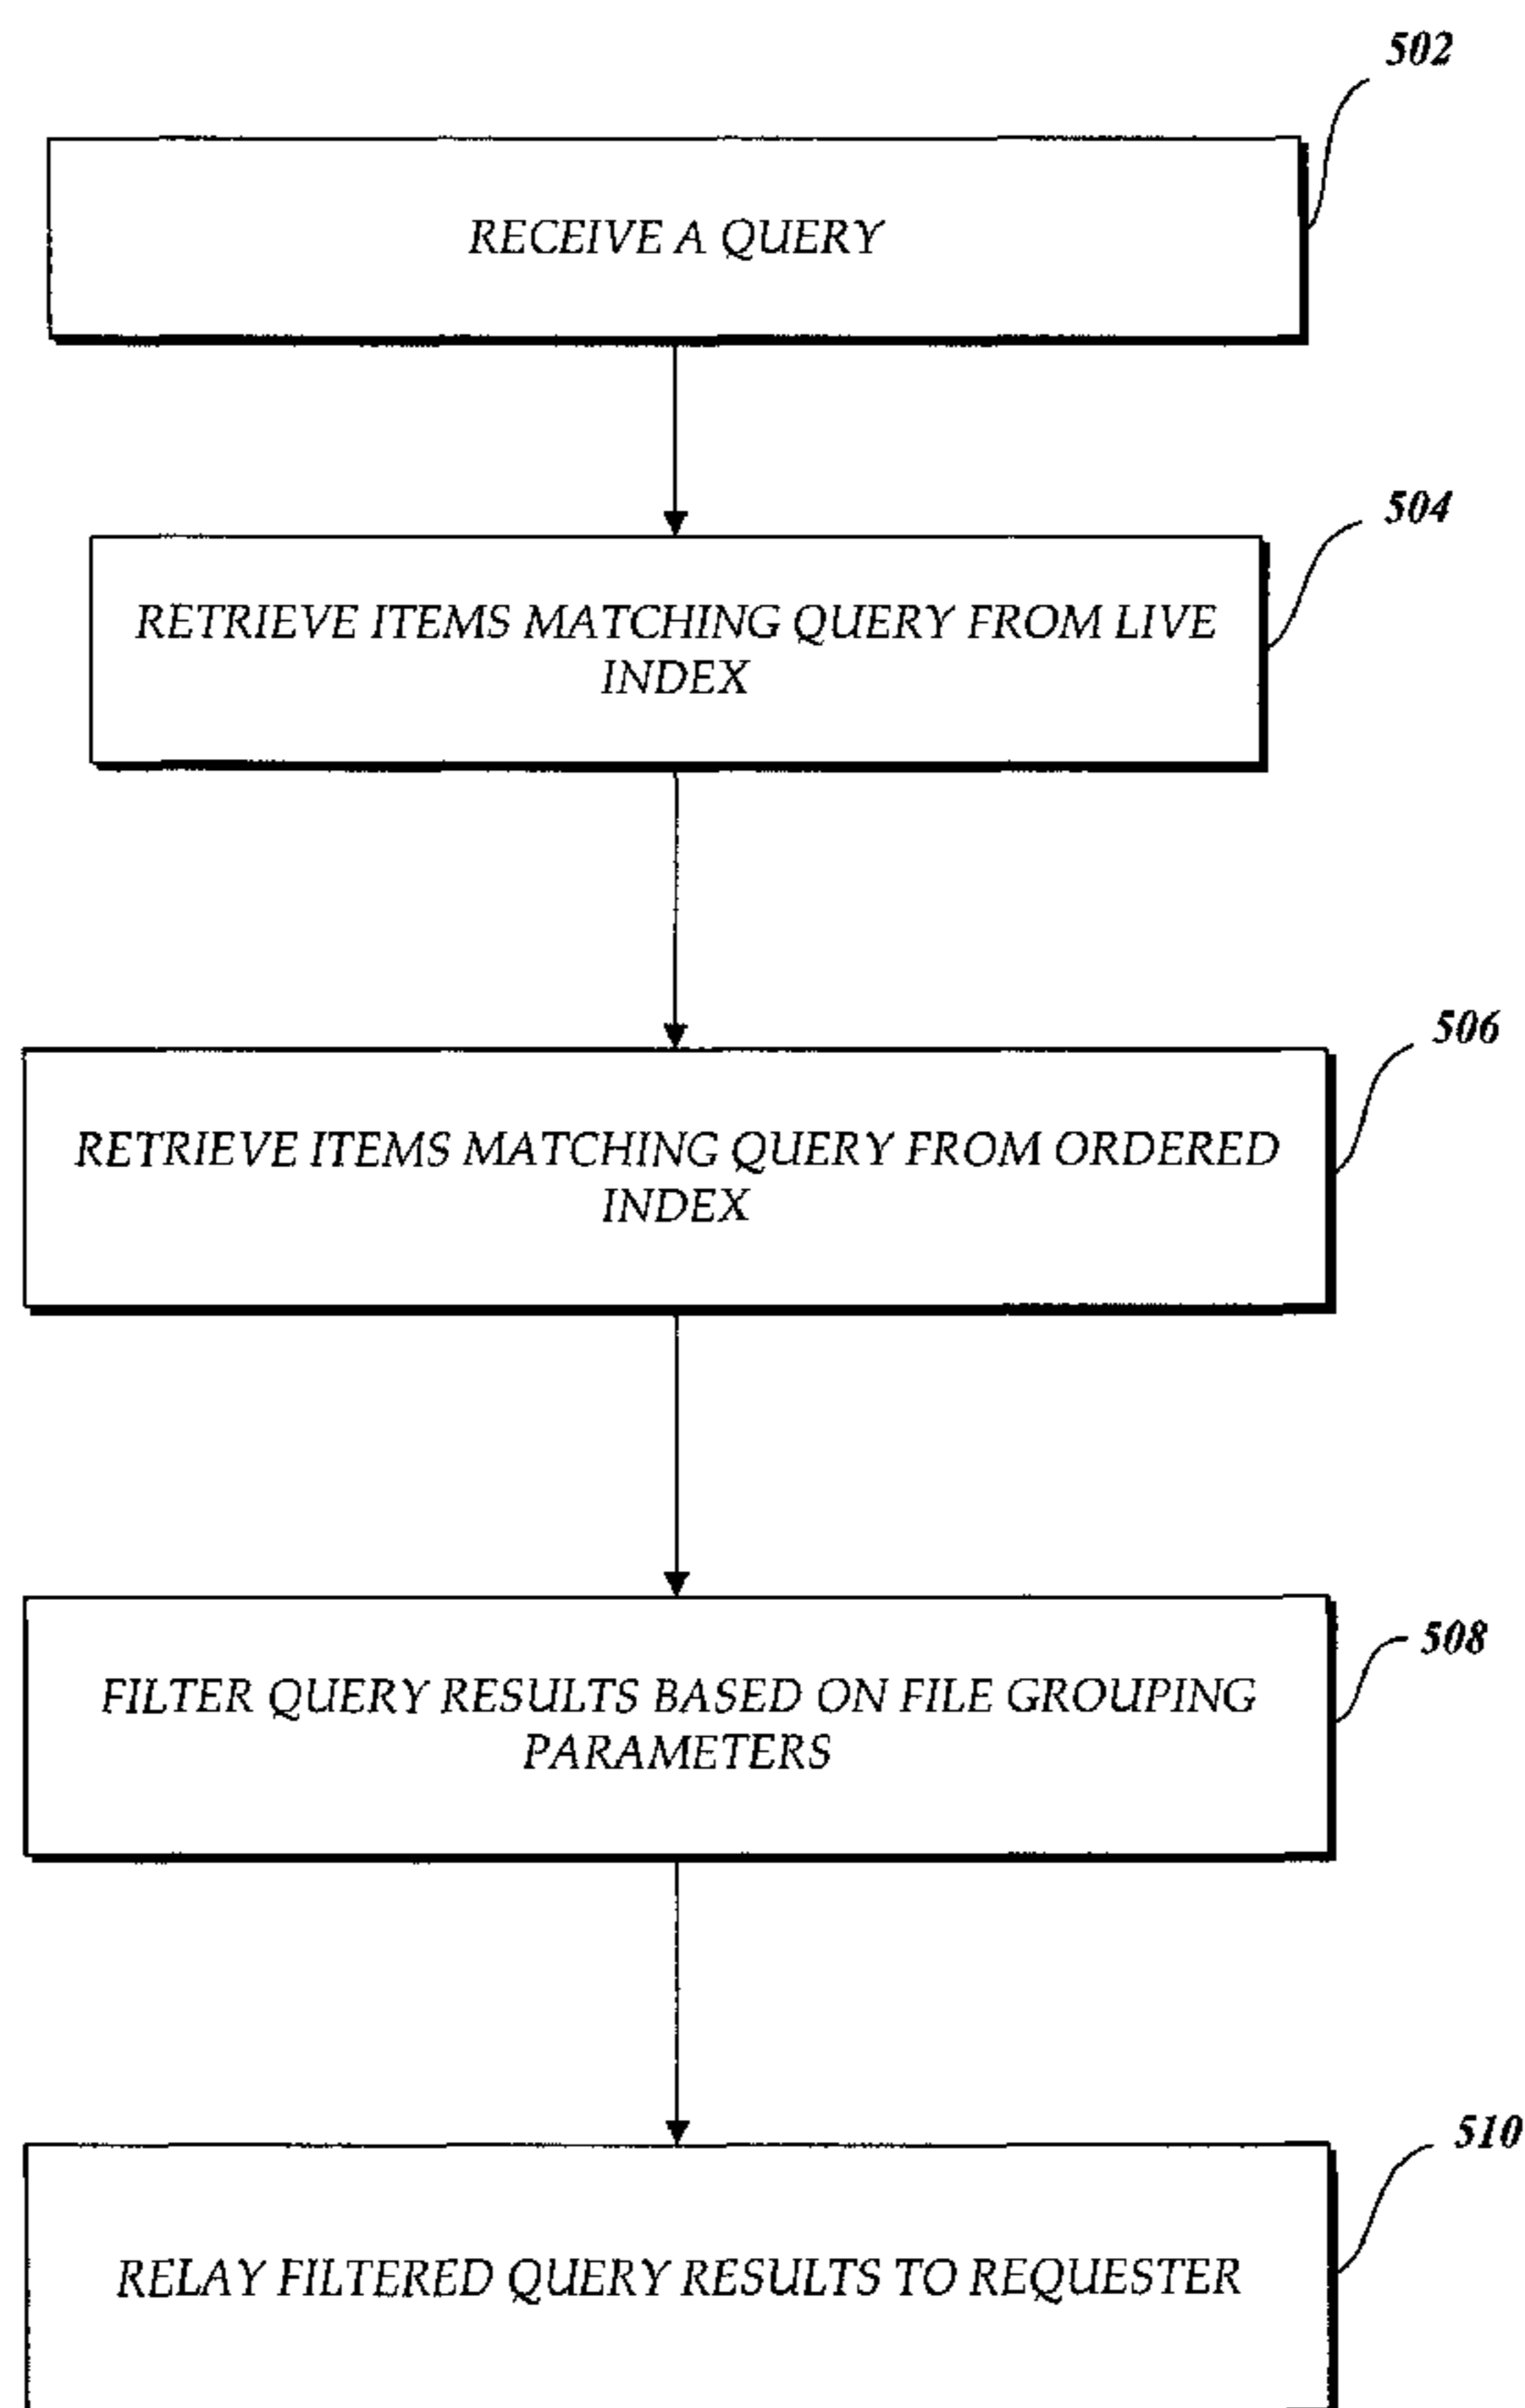 502
RECEIVE A QUERY
504
RETRIEVE ITEMS MATCHING QUERY FROM LIVE
INDEX
506
RETRIEVE ITEMS MATCHING QUERY FROM ORDERED
INDEX
508
FILTER QUERY RESULTS BASED ON FILE GROUPING
PARAMETERS
510
RELAY FILTERED QUERY RESULTS TO REQUESTER